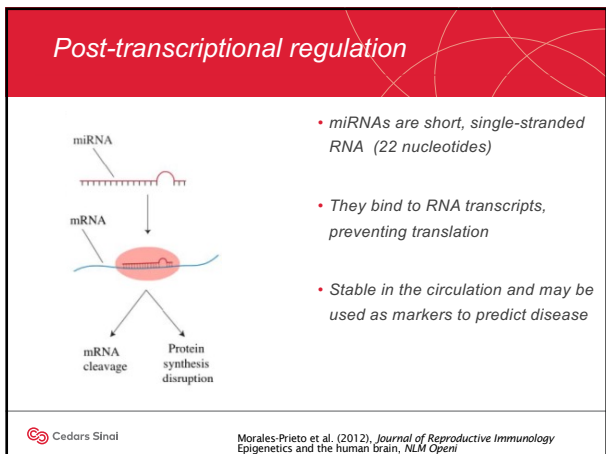 Post-transcriptional regulation
miRNA
mRNA
mRNA
cleavage
Protein
synthesis
disruption
• miRNAs are short, single-stranded
RNA (22 nucleotides)
• They bind to RNA transcripts,
preventing translation
• Stable in the circulation and may be
used as markers to predict disease
Cedars Sinai
Morales-Prieto et al. (2012), Journal of Reproductive Immunology
Epigenetics and the human brain, NLM Openi